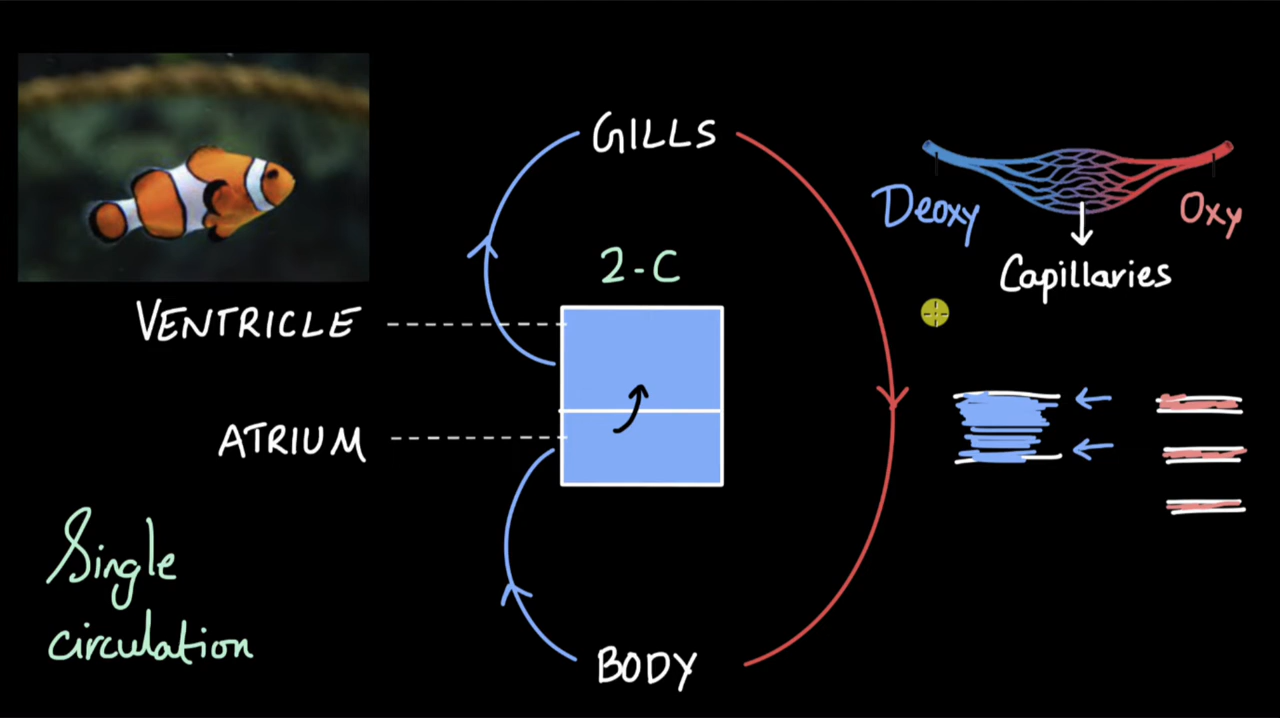 GILLS
2-C
VENTRICLE
ATRIUM
BODY
Single
circulation
Deoxy
Oxy
Capillaries